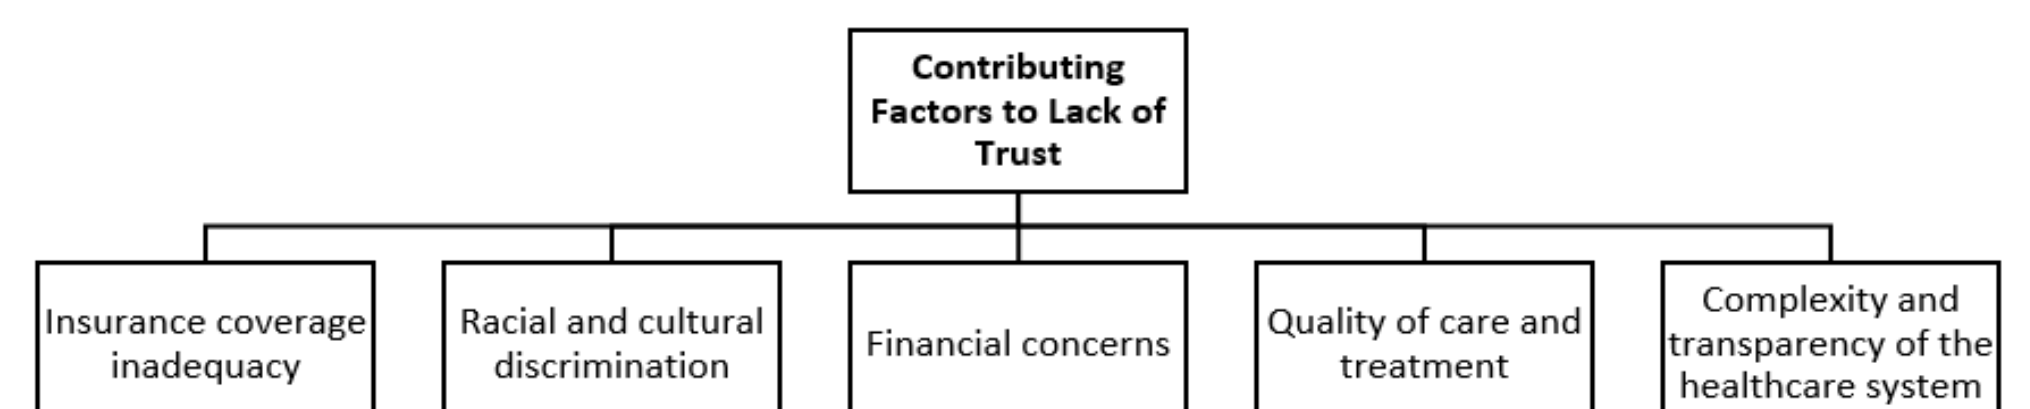 Contributing
Factors to Lack of
Trust
Insurance coverage
inadequacy
Racial and cultural
discrimination
Financial concerns
Quality of care and
treatment
Complexity and
transparency of the
healthcare system